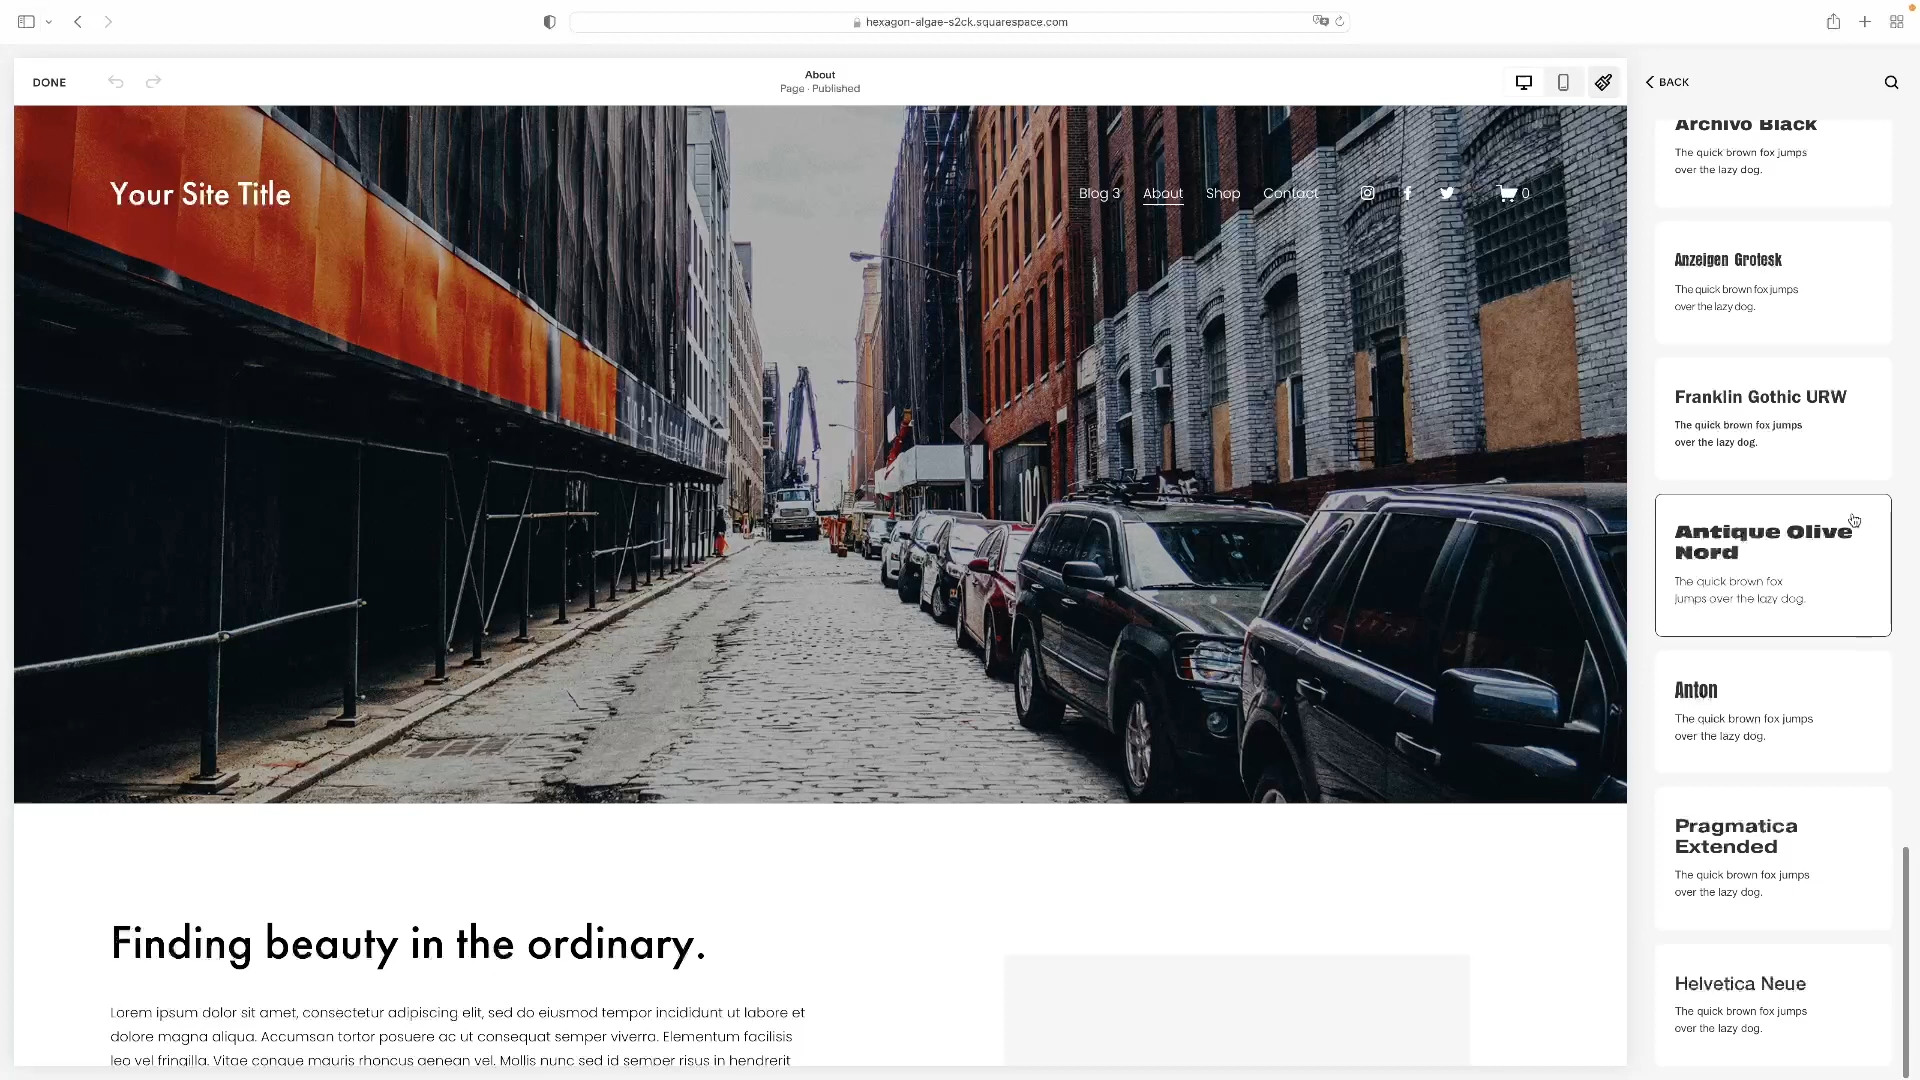 hexagon-algae-s2ck.squarespace.com
DONE
About
Page · Published
BACK
Your Site Title
Blog 3 About Shop Contact 0
Archivo Black
The quick brown fox jumps
over the lazy dog.
Anzeigen Grotesk
The quick brown fox jumps
over the lazy dog.
Franklin Gothic URW
The quick brown fox jumps
over the lazy dog.
Antique Olive
Nord
The quick brown fox
jumps over the lazy dog.
Anton
The quick brown fox jumps
over the lazy dog.
Pragmatica
Extended
The quick brown fox jumps
over the lazy dog.
Helvetica Neue
The quick brown fox jumps
over the lazy dog.
Finding beauty in the ordinary.
Lorem ipsum dolor sit amet, consectetur adipiscing elit, sed do eiusmod tempor incididunt ut labore et
dolore magna aliqua. Accumsan tortor posuere ac ut consequat semper viverra. Elementum facilisis
leo vel fringilla. Vitae congue mauris rhoncus aenean vel. Mollis nunc sed id semper risus in hendrerit